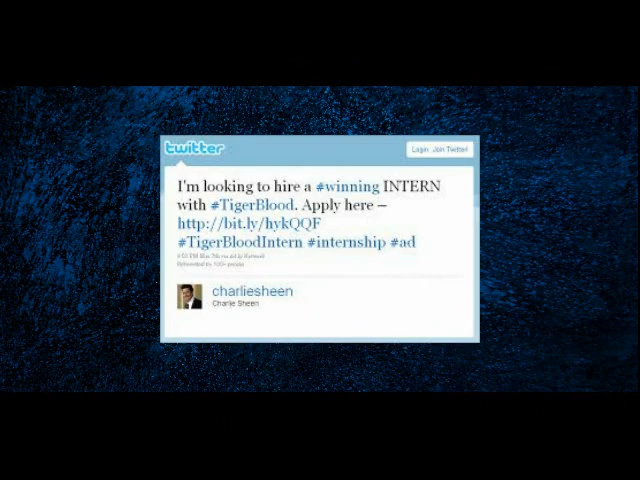 twitter
Login Join Twitter!
I'm looking to hire a #winning INTERN
with #TigerBlood. Apply here –
http://bit.ly/hykQQF
#TigerBloodIntern #internship #ad
charliesheen
Charlie Sheen